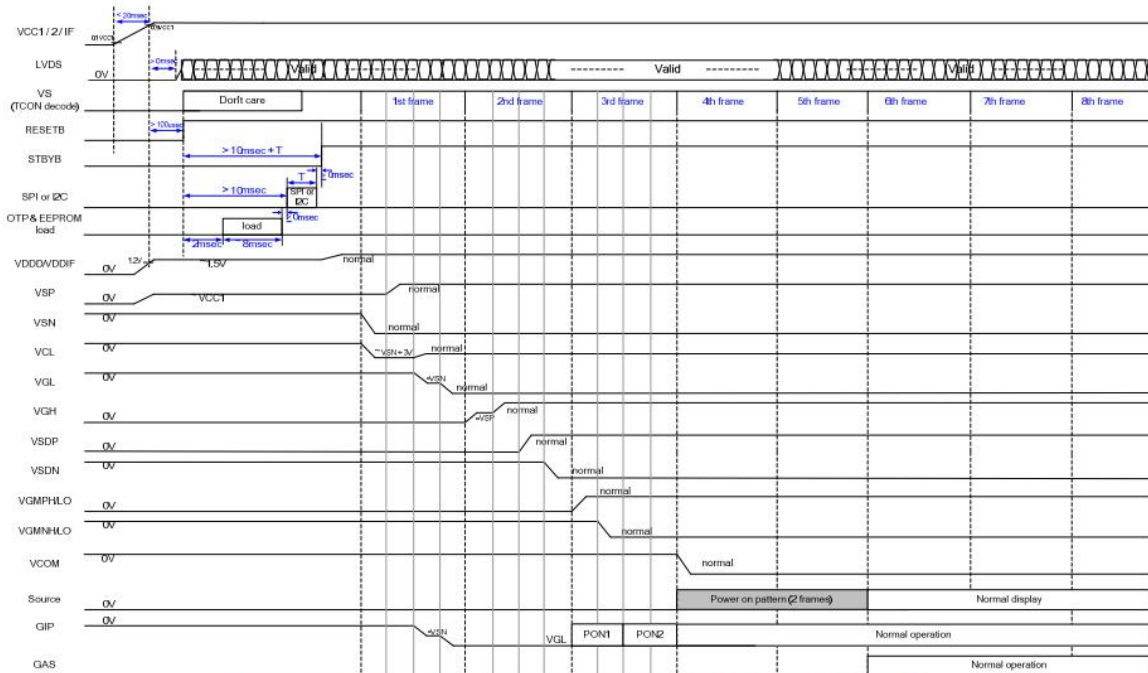 < 20msec
VCC1 / 2 / IF
0.1VCC1
0.9VCC1
LVDS
0V
> 0msec
Valid
Valid
Valid
VS
(TCON decode)
Don't care
1st frame
2nd frame
3rd frame
4th frame
5th frame
6th frame
7th frame
8th frame
RESETB
> 100usec
STBYB
> 10msec + T
T
0msec
SPI or I2C
> 10msec
SPI or
I2C
0msec
OTP & EEPROM
load
load
2msec
~8msec
VDDD/VDDIF
0V
1.2V
~1.5V
normal
VSP
0V
~VCC1
normal
VSN
0V
normal
VCL
0V
~VSN+3V
normal
VGL
0V
≈VSN
normal
VGH
0V
≈VSP
normal
VSDP
0V
normal
VSDN
0V
normal
VGMPH/LO
0V
normal
VGMNH/LO
0V
normal
VCOM
0V
normal
Source
0V
Power on pattern (2 frames)
Normal display
GIP
0V
≈VSN
VGL
PON1
PON2
Normal operation
GAS
Normal operation